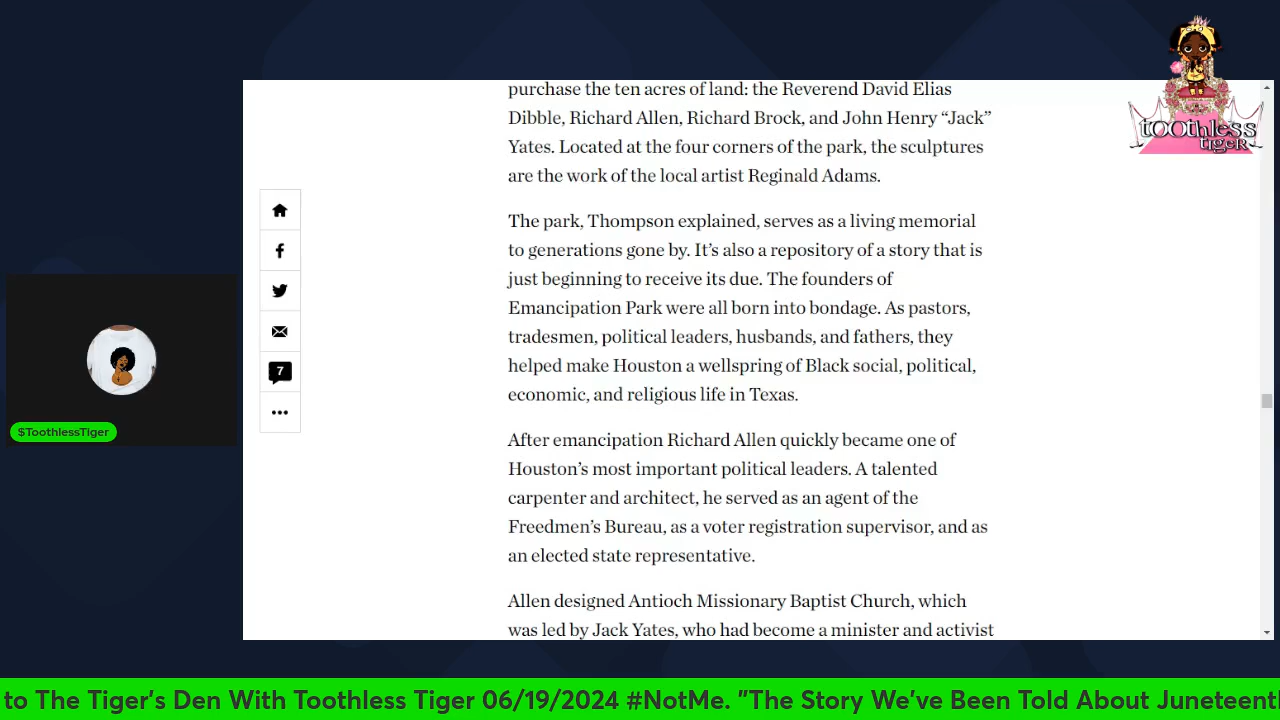 purchase the ten acres of land: the Reverend David Elias
Dibble, Richard Allen, Richard Brock, and John Henry “Jack”
Yates. Located at the four corners of the park, the sculptures
are the work of the local artist Reginald Adams.
The park, Thompson explained, serves as a living memorial
to generations gone by. It’s also a repository of a story that is
just beginning to receive its due. The founders of
Emancipation Park were all born into bondage. As pastors,
tradesmen, political leaders, husbands, and fathers, they
helped make Houston a wellspring of Black social, political,
economic, and religious life in Texas.
After emancipation Richard Allen quickly became one of
Houston’s most important political leaders. A talented
carpenter and architect, he served as an agent of the
Freedmen’s Bureau, as a voter registration supervisor, and as
an elected state representative.
Allen designed Antioch Missionary Baptist Church, which
was led by Jack Yates, who had become a minister and activist
7
toothless
tigeR
$ToothlessTiger
to The Tiger's Den With Toothless Tiger 06/19/2024 #NotMe. "The Story We've Been Told About Juneteenth